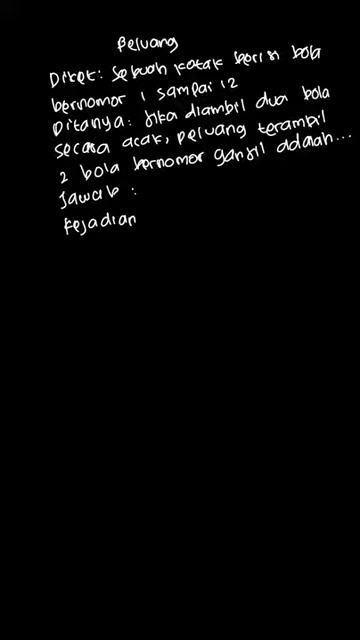 Peluang
Diket: Sebuah kotak berisi bola
bernomor 1 sampai 12
Ditanya: Jika diambil dua bola
secara acak, peluang terambil
2 bola bernomor ganjil adalah...
Jawab :
Kejadian